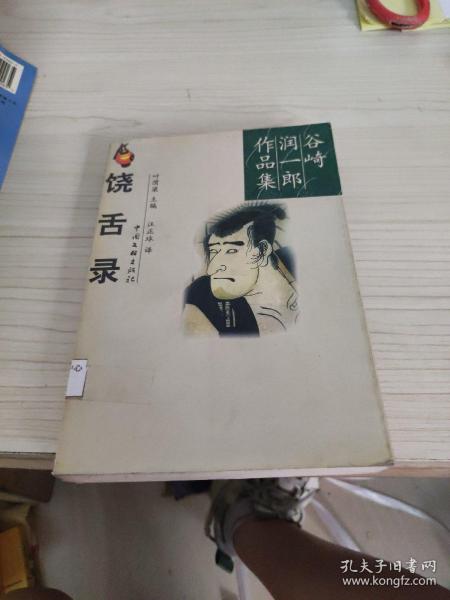 谷崎
润一郎
作品集
饶舌录
叶渭渠 主编 汪正球 译
中国文联出版社
心
孔夫子旧书网
www.kongfz.com